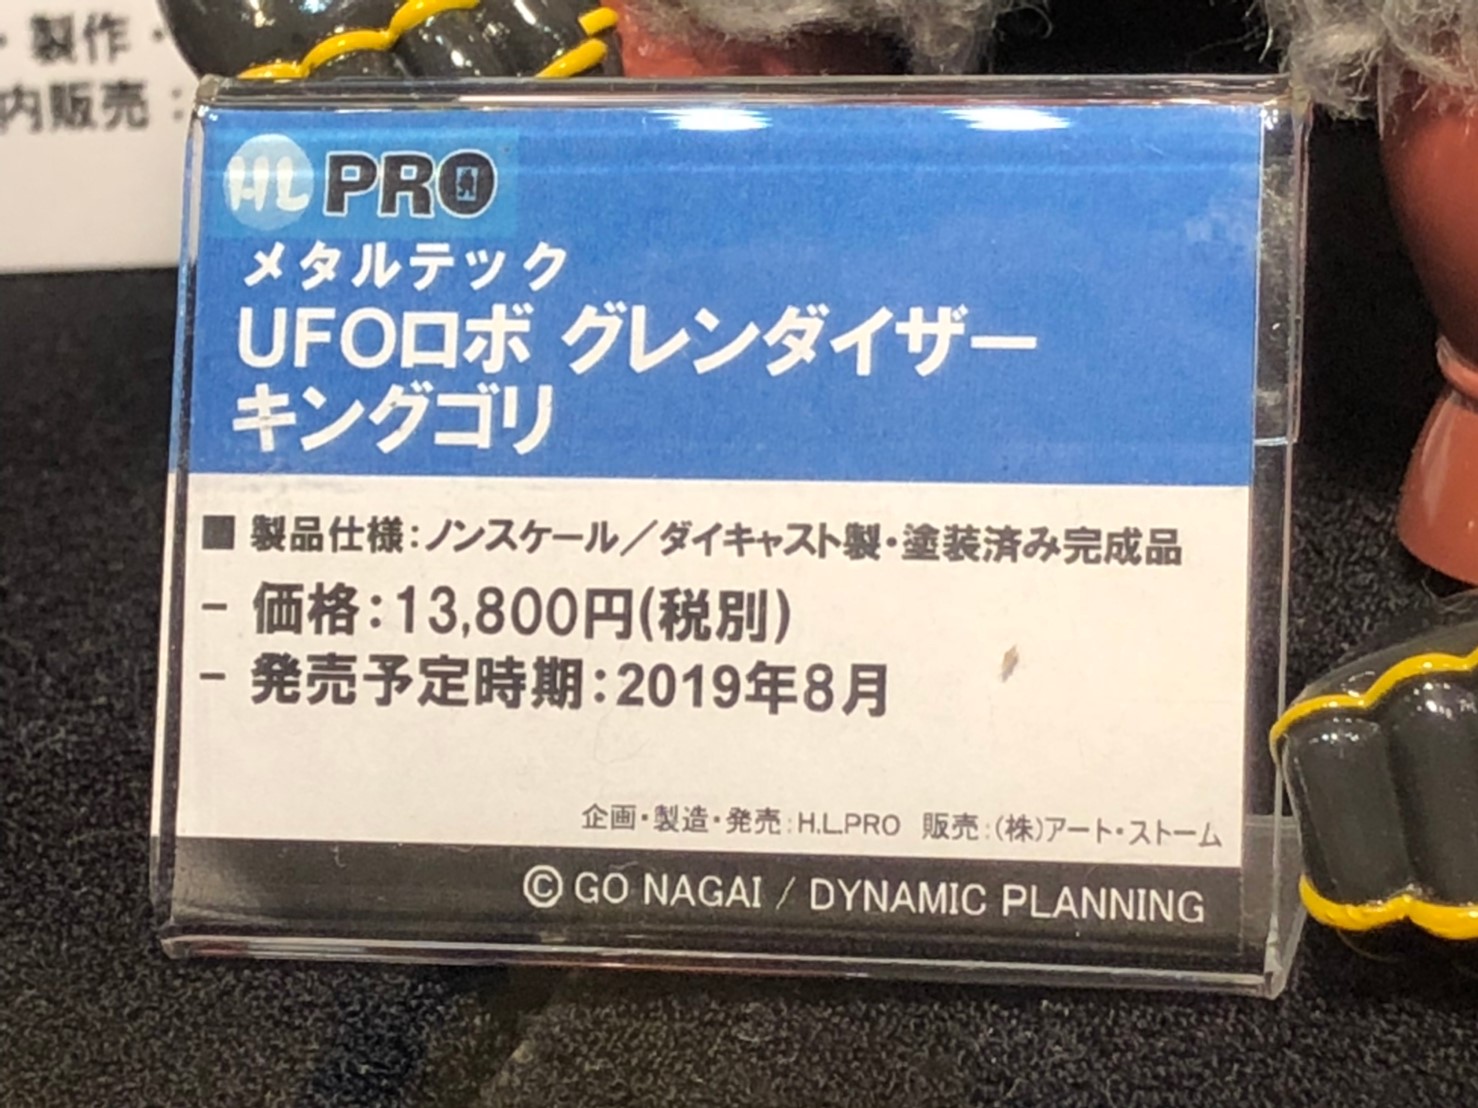 ・製作・
内販売：
HL PRO
メタルテック
UFOロボ グレンダイザー
キングゴリ
■ 製品仕様：ノンスケール／ダイキャスト製・塗装済み完成品
- 価格：13,800円(税別)
- 発売予定時期：2019年8月
企画・製造・発売：H.L.PRO 販売：(株)アート・ストーム
© GO NAGAI / DYNAMIC PLANNING